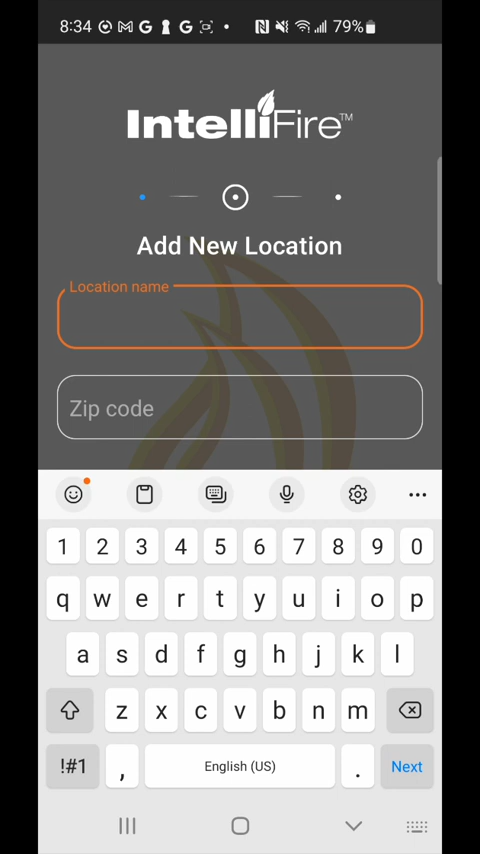 8:34 79%
IntelliFire™
Add New Location
Location name
Zip code
1 2 3 4 5 6 7 8 9 0
q w e r t y u i o p
a s d f g h j k l
z x c v b n m
!#1 , English (US) . Next